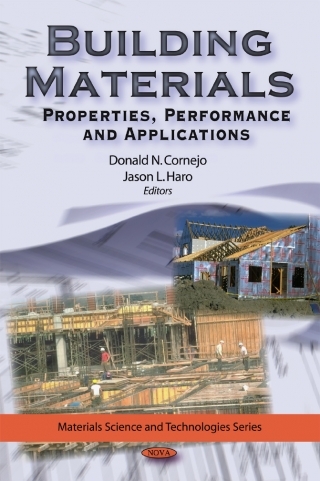 BUILDING
MATERIALS
PROPERTIES, PERFORMANCE
AND APPLICATIONS
Donald N. Cornejo
Jason L. Haro
Editors
Materials Science and Technologies Series
NOVA